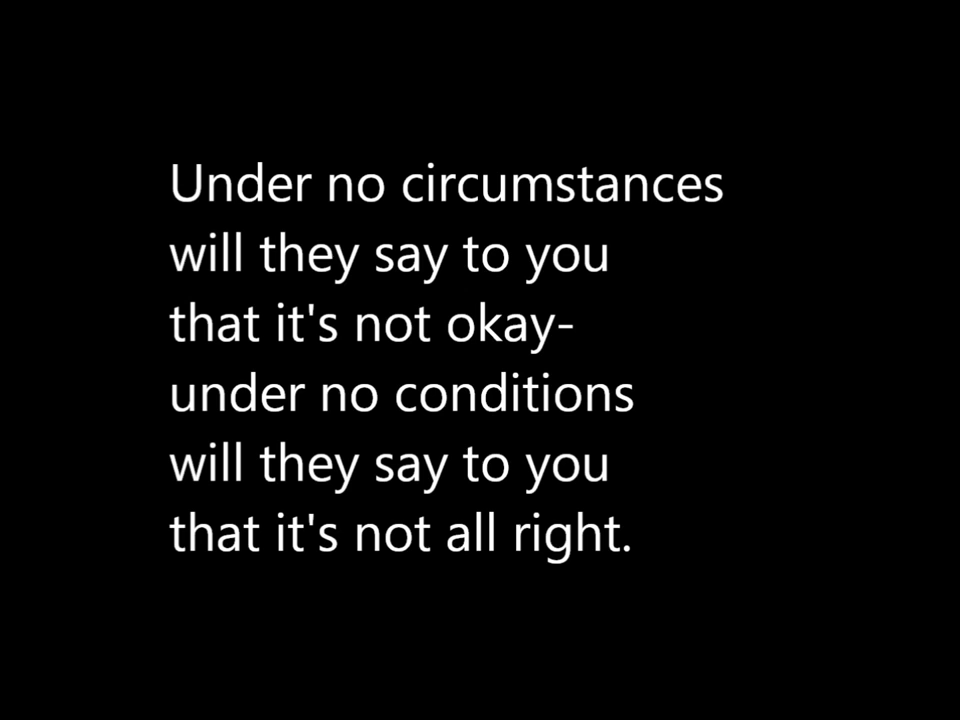 Under no circumstances
will they say to you
that it's not okay-
under no conditions
will they say to you
that it's not all right.